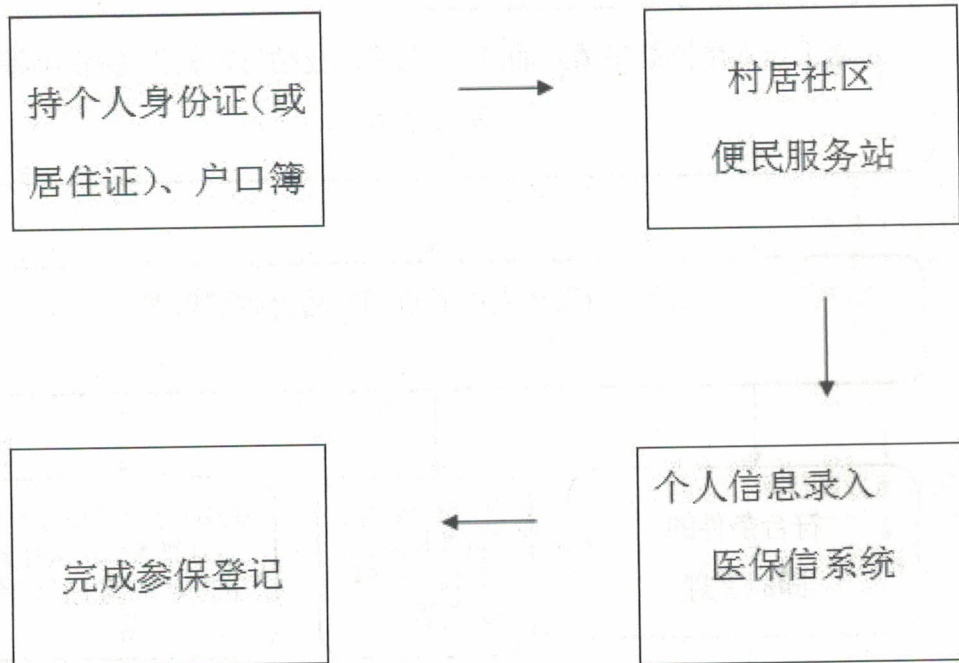 持个人身份证(或
居住证)、户口簿
村居社区
便民服务站
个人信息录入
医保信系统
完成参保登记